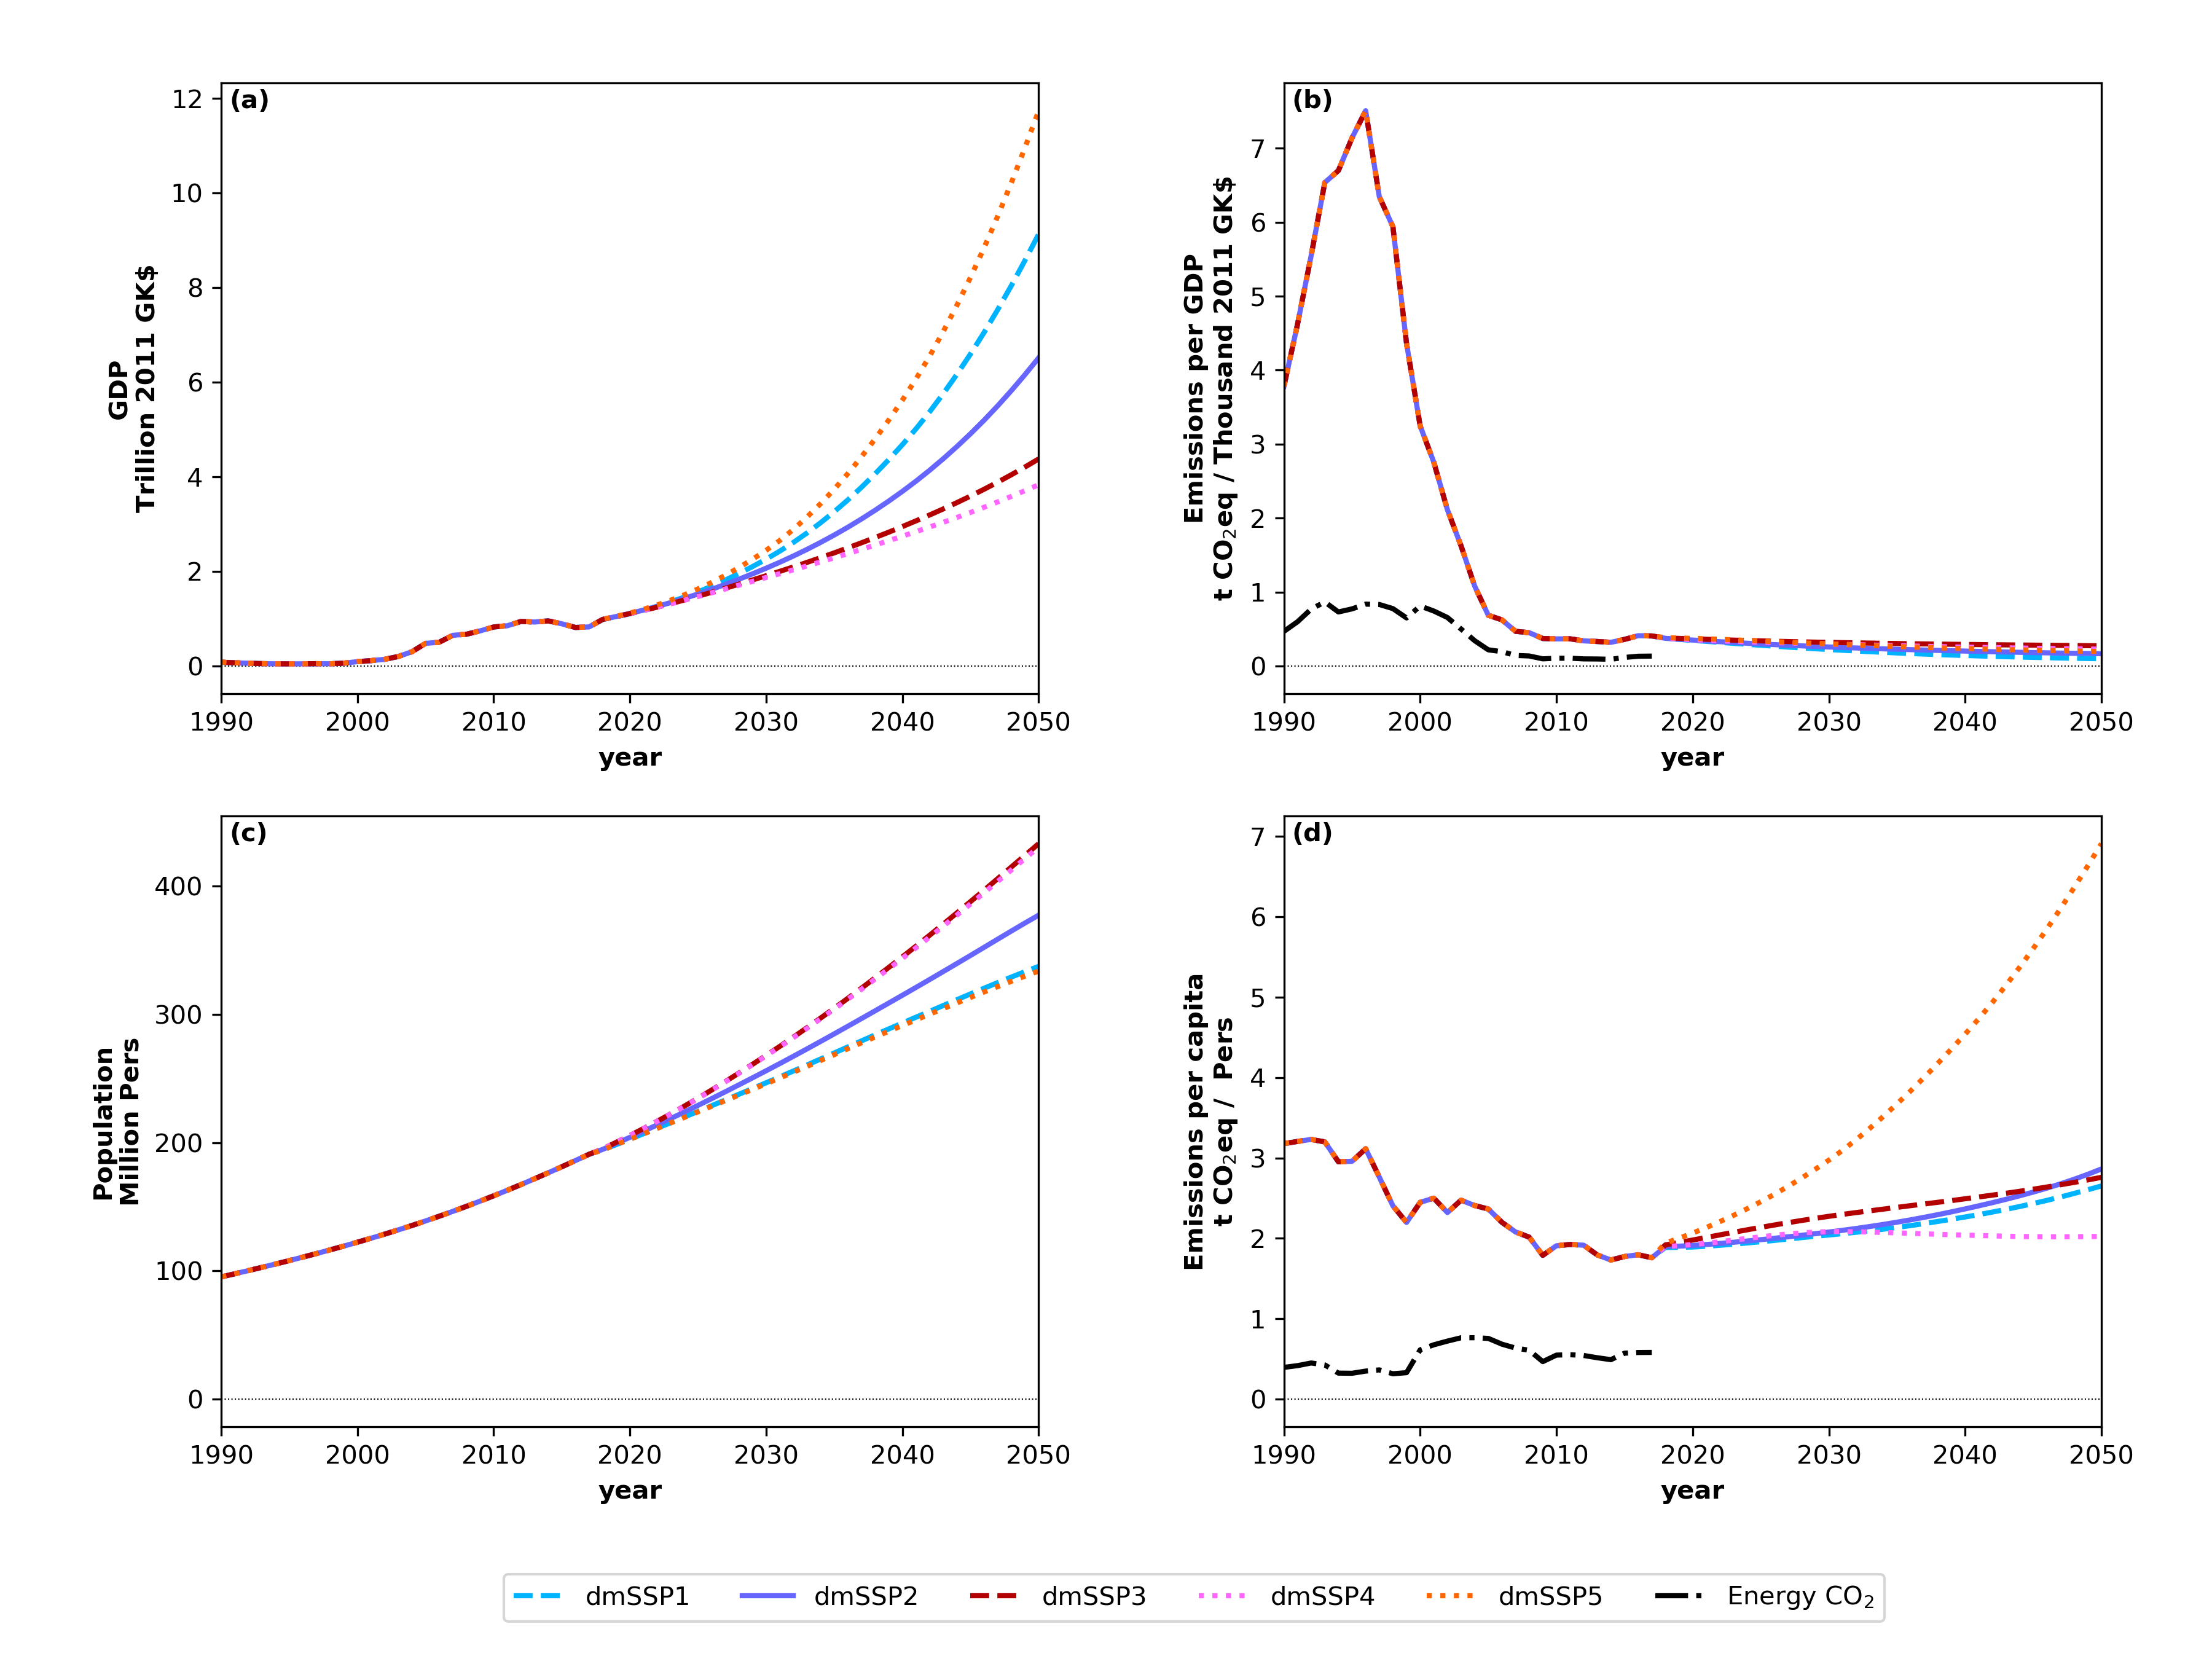 (a)
12
10
8
6
4
2
0
GDP
Trillion 2011 GK$
1990 2000 2010 2020 2030 2040 2050
year
(b)
7
6
5
4
3
2
1
0
Emissions per GDP
t CO₂eq / Thousand 2011 GK$
1990 2000 2010 2020 2030 2040 2050
year
(c)
400
300
200
100
0
Population
Million Pers
1990 2000 2010 2020 2030 2040 2050
year
(d)
7
6
5
4
3
2
1
0
Emissions per capita
t CO₂eq / Pers
1990 2000 2010 2020 2030 2040 2050
year
dmSSP1 dmSSP2 dmSSP3 dmSSP4 dmSSP5 Energy CO₂